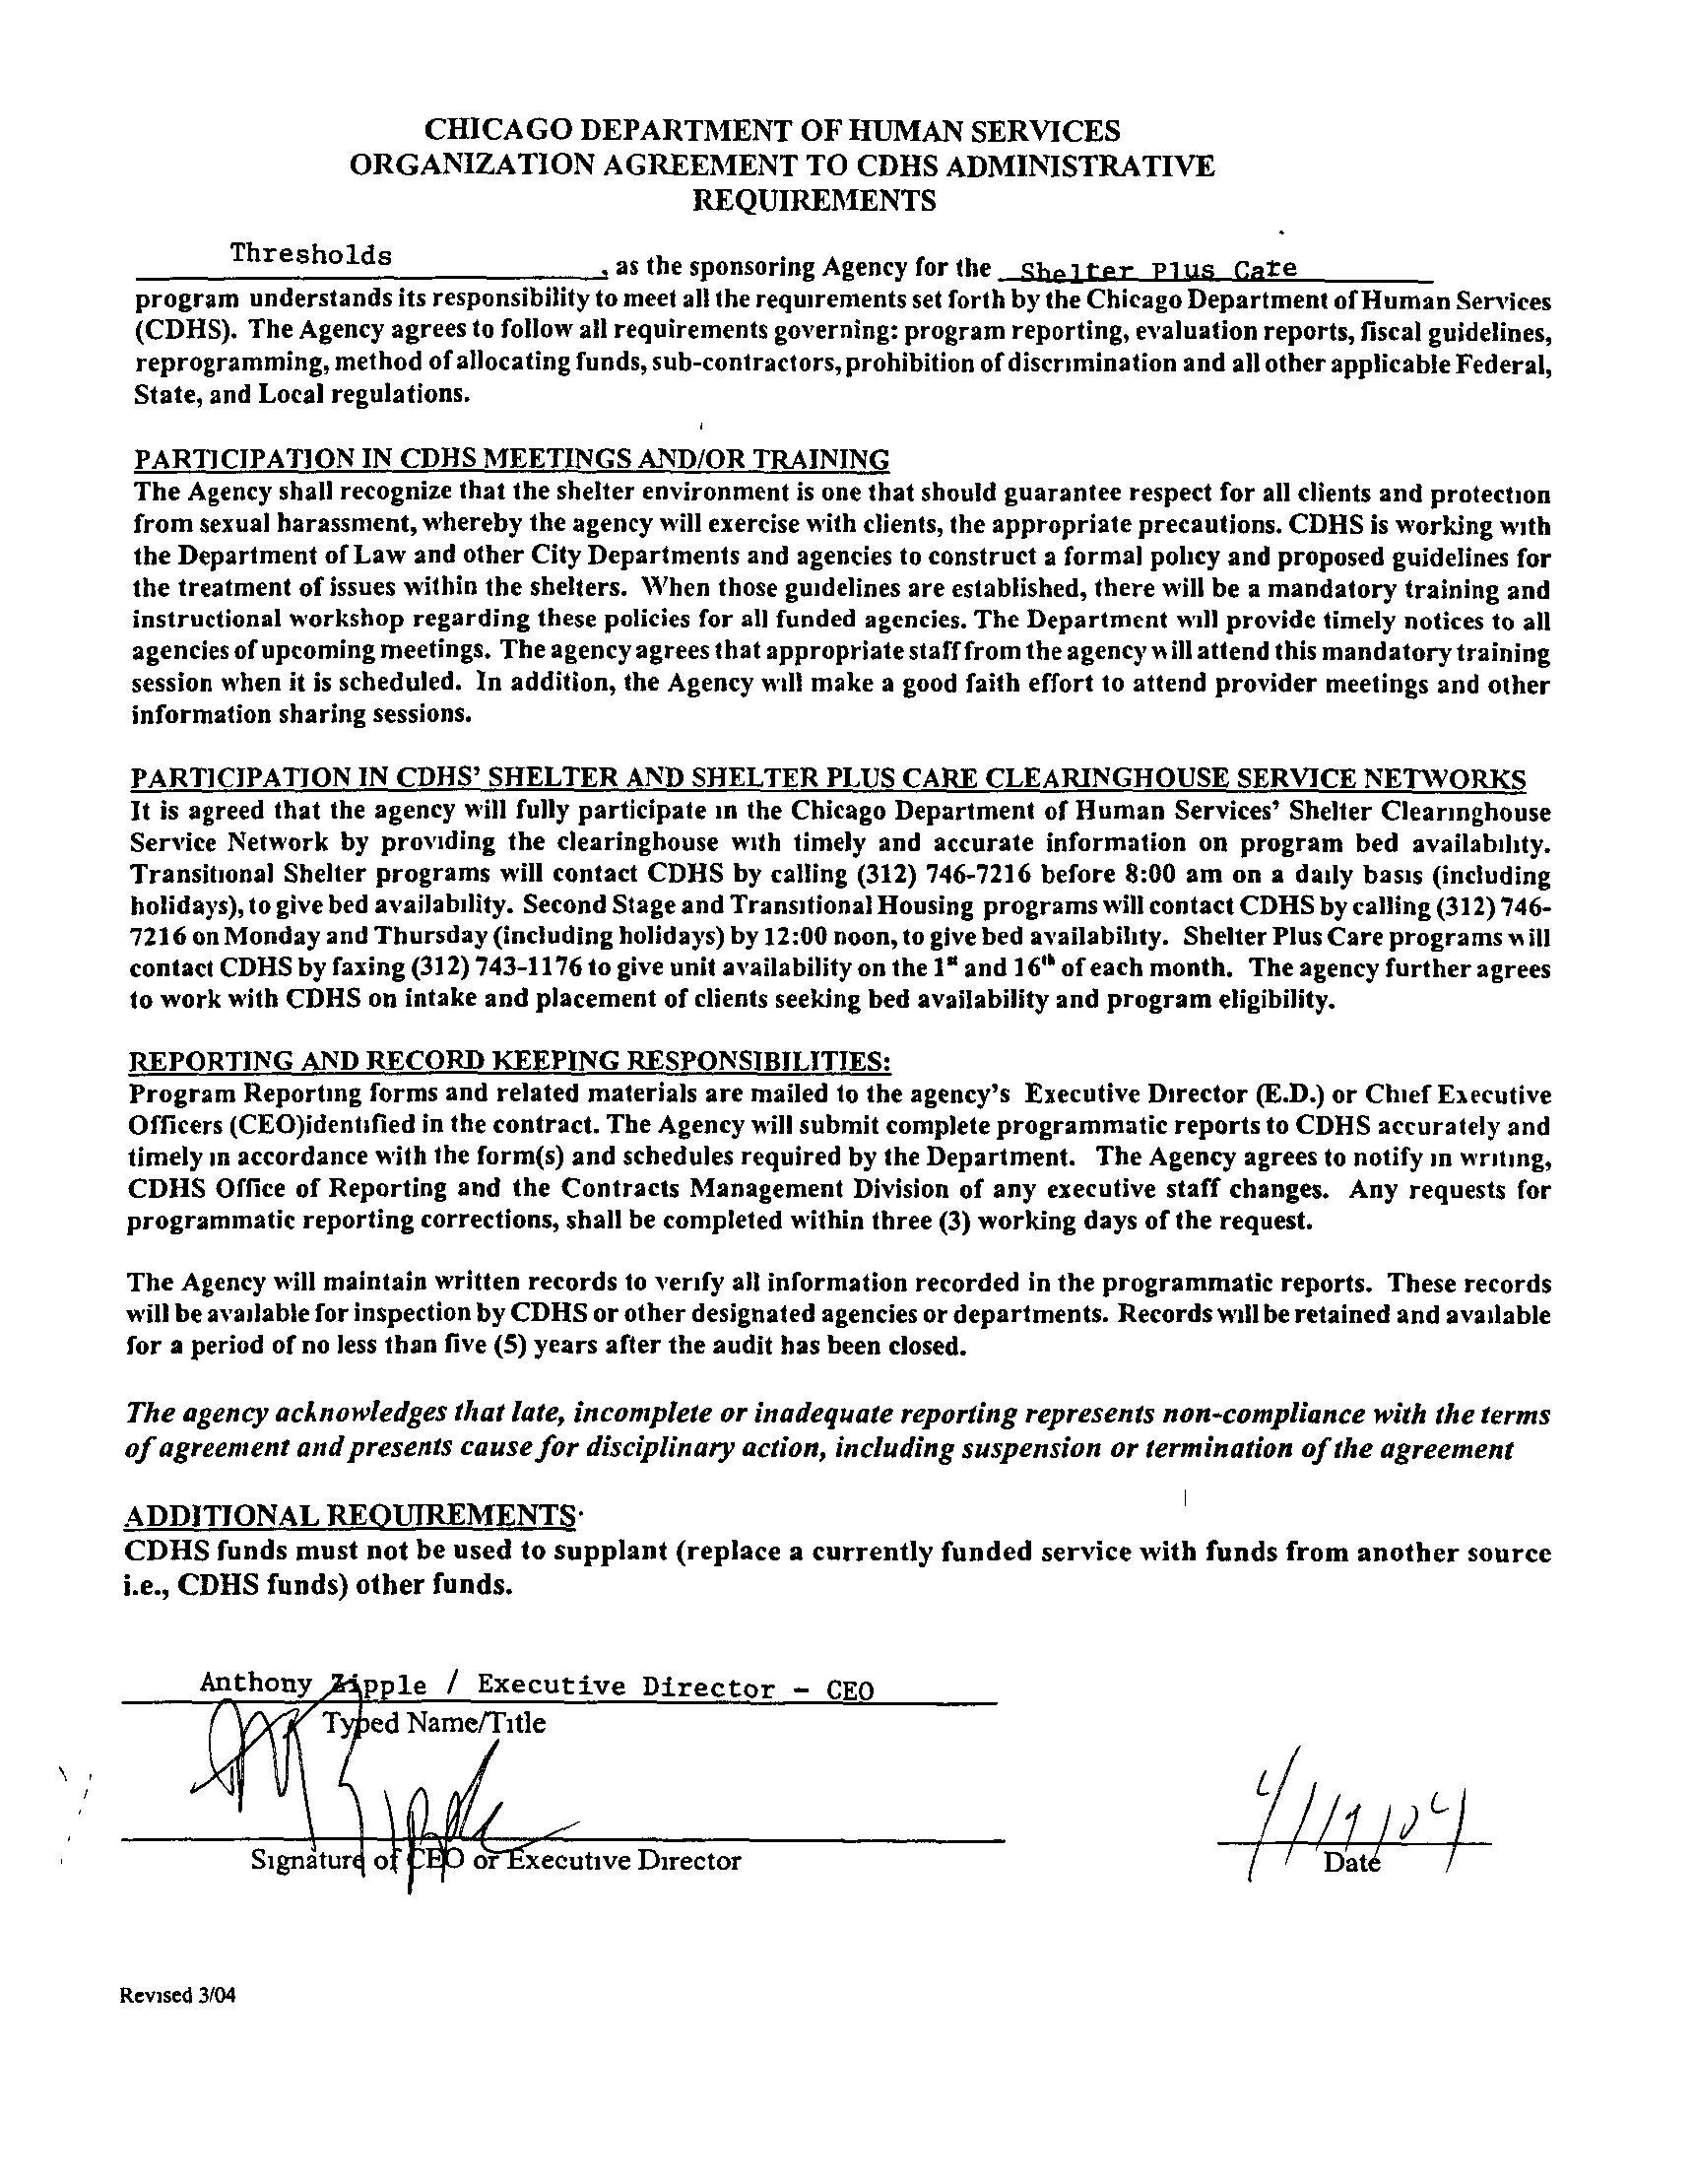 CHICAGO DEPARTMENT OF HUMAN SERVICES
ORGANIZATION AGREEMENT TO CDHS ADMINISTRATIVE
REQUIREMENTS
Thresholds, as the sponsoring Agency for the Shelter Plus Care
program understands its responsibility to meet all the requirements set forth by the Chicago Department of Human Services
(CDHS). The Agency agrees to follow all requirements governing: program reporting, evaluation reports, fiscal guidelines,
reprogramming, method of allocating funds, sub-contractors, prohibition of discrimination and all other applicable Federal,
State, and Local regulations.
PARTICIPATION IN CDHS MEETINGS AND/OR TRAINING
The Agency shall recognize that the shelter environment is one that should guarantee respect for all clients and protection
from sexual harassment, whereby the agency will exercise with clients, the appropriate precautions. CDHS is working with
the Department of Law and other City Departments and agencies to construct a formal policy and proposed guidelines for
the treatment of issues within the shelters. When those guidelines are established, there will be a mandatory training and
instructional workshop regarding these policies for all funded agencies. The Department will provide timely notices to all
agencies of upcoming meetings. The agency agrees that appropriate staff from the agency will attend this mandatory training
session when it is scheduled. In addition, the Agency will make a good faith effort to attend provider meetings and other
information sharing sessions.
PARTICIPATION IN CDHS' SHELTER AND SHELTER PLUS CARE CLEARINGHOUSE SERVICE NETWORKS
It is agreed that the agency will fully participate in the Chicago Department of Human Services' Shelter Clearinghouse
Service Network by providing the clearinghouse with timely and accurate information on program bed availability.
Transitional Shelter programs will contact CDHS by calling (312) 746-7216 before 8:00 am on a daily basis (including
holidays), to give bed availability. Second Stage and Transitional Housing programs will contact CDHS by calling (312) 746-
7216 on Monday and Thursday (including holidays) by 12:00 noon, to give bed availability. Shelter Plus Care programs will
contact CDHS by faxing (312) 743-1176 to give unit availability on the 1st and 16th of each month. The agency further agrees
to work with CDHS on intake and placement of clients seeking bed availability and program eligibility.
REPORTING AND RECORD KEEPING RESPONSIBILITIES:
Program Reporting forms and related materials are mailed to the agency's Executive Director (E.D.) or Chief Executive
Officers (CEO)identified in the contract. The Agency will submit complete programmatic reports to CDHS accurately and
timely in accordance with the form(s) and schedules required by the Department. The Agency agrees to notify in writing,
CDHS Office of Reporting and the Contracts Management Division of any executive staff changes. Any requests for
programmatic reporting corrections, shall be completed within three (3) working days of the request.
The Agency will maintain written records to verify all information recorded in the programmatic reports. These records
will be available for inspection by CDHS or other designated agencies or departments. Records will be retained and available
for a period of no less than five (5) years after the audit has been closed.
The agency acknowledges that late, incomplete or inadequate reporting represents non-compliance with the terms
of agreement and presents cause for disciplinary action, including suspension or termination of the agreement
ADDITIONAL REQUIREMENTS:
CDHS funds must not be used to supplant (replace a currently funded service with funds from another source
i.e., CDHS funds) other funds.
Anthony Zipple / Executive Director - CEO
Typed Name/Title
4/19/04
Signature of CEO or Executive Director
Date
Revised 3/04